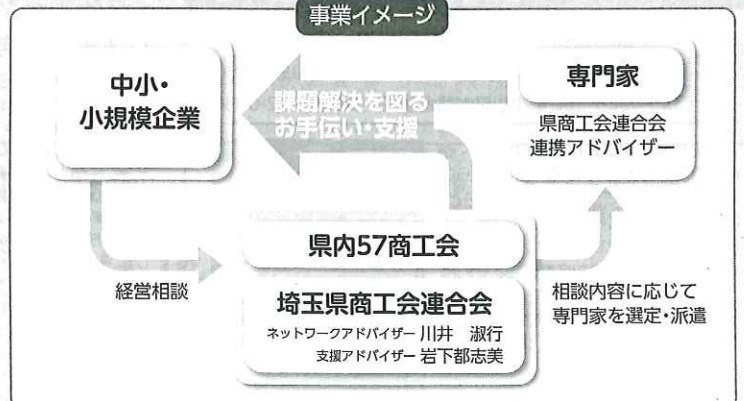 事業イメージ
中小・
小規模企業
課題解決を図る
お手伝い・支援
専門家
県商工会連合会
連携アドバイザー
経営相談
県内57商工会
埼玉県商工会連合会
ネットワークアドバイザー 川井　淑行
支援アドバイザー 岩下都志美
相談内容に応じて
専門家を選定・派遣